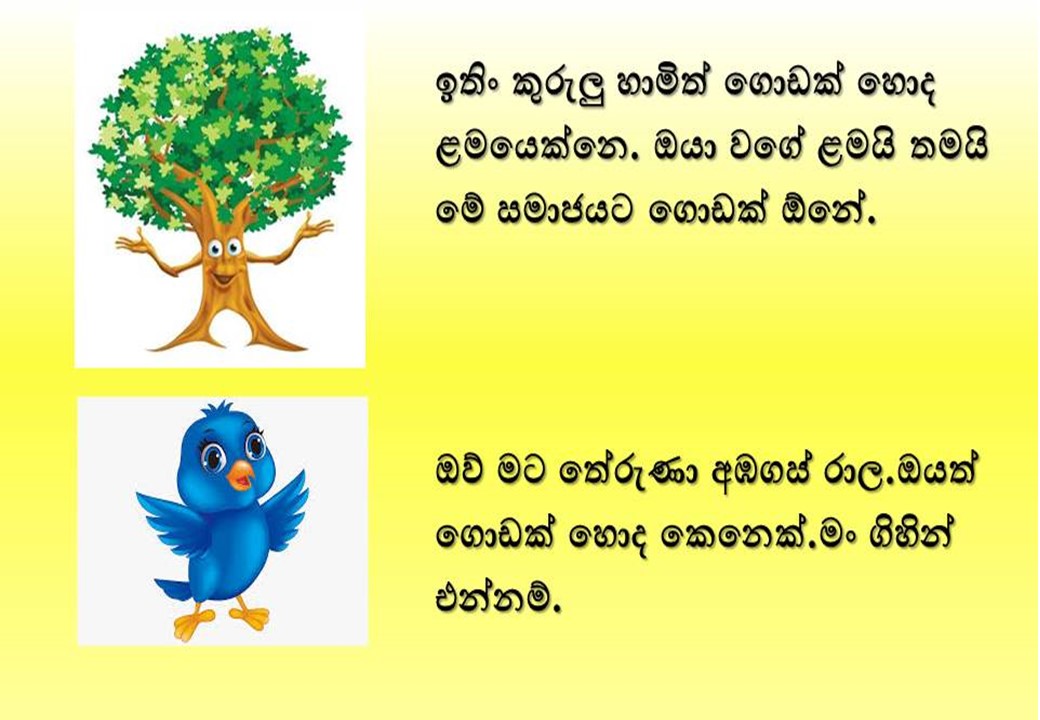 ඉතිං කුරුලු හාමිත් ගොඩක් හොද
ළමයෙක්නෙ. ඔයා වගේ ළමයි තමයි
මේ සමාජයට ගොඩක් ඕනේ.
ඔව් මට තේරුණා අඹගස් රාල.ඔයත්
ගොඩක් හොද කෙනෙක්.මං ගිහින්
එන්නම්.